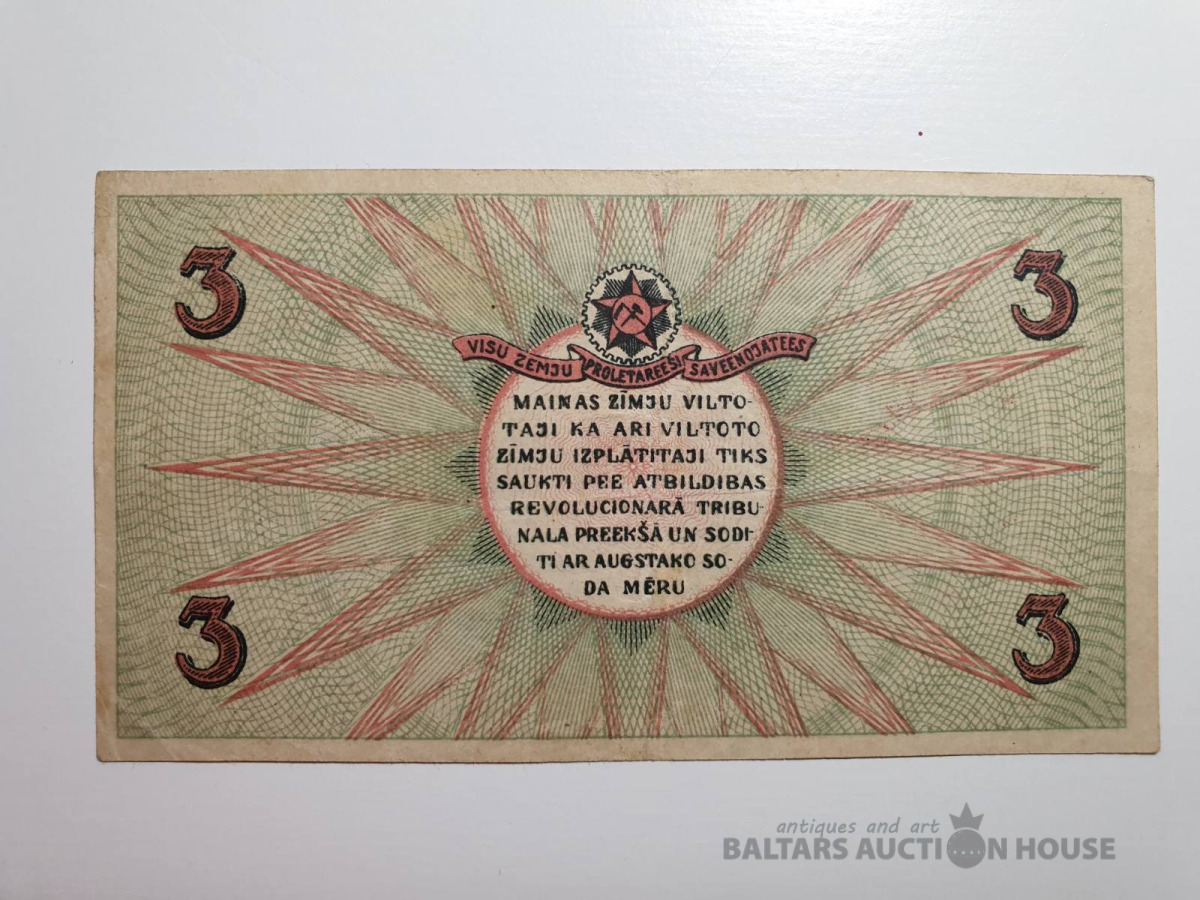 3
3
VISU ZEMJU PROLETAREEŠI SAVEENOJATEES
MAIŅAS ZĪMJU VILTO-
TAJI KA ARI VILTOTO
ZĪMJU IZPLĀTITAJI TIKS
SAUKTI PEE ATBILDIBAS
REVOLUCIONARĀ TRIBU-
NALA PREEKŠĀ UN SODI-
TI AR AUGSTAKO SO-
DA MĒRU
3
3
antiques and art
BALTARS AUCTION HOUSE